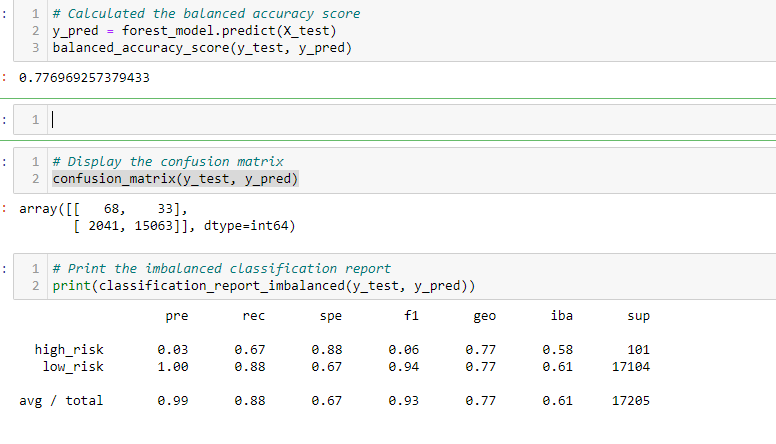 : 1 # Calculated the balanced accuracy score
2 y_pred = forest_model.predict(X_test)
3 balanced_accuracy_score(y_test, y_pred)
: 0.776969257379433
: 1
: 1 # Display the confusion matrix
2 confusion_matrix(y_test, y_pred)
: array([[   68,    33],
       [ 2041, 15063]], dtype=int64)
: 1 # Print the imbalanced classification report
2 print(classification_report_imbalanced(y_test, y_pred))
pre rec spe f1 geo iba sup
high_risk 0.03 0.67 0.88 0.06 0.77 0.58 101
low_risk 1.00 0.88 0.67 0.94 0.77 0.61 17104
avg / total 0.99 0.88 0.67 0.93 0.77 0.61 17205